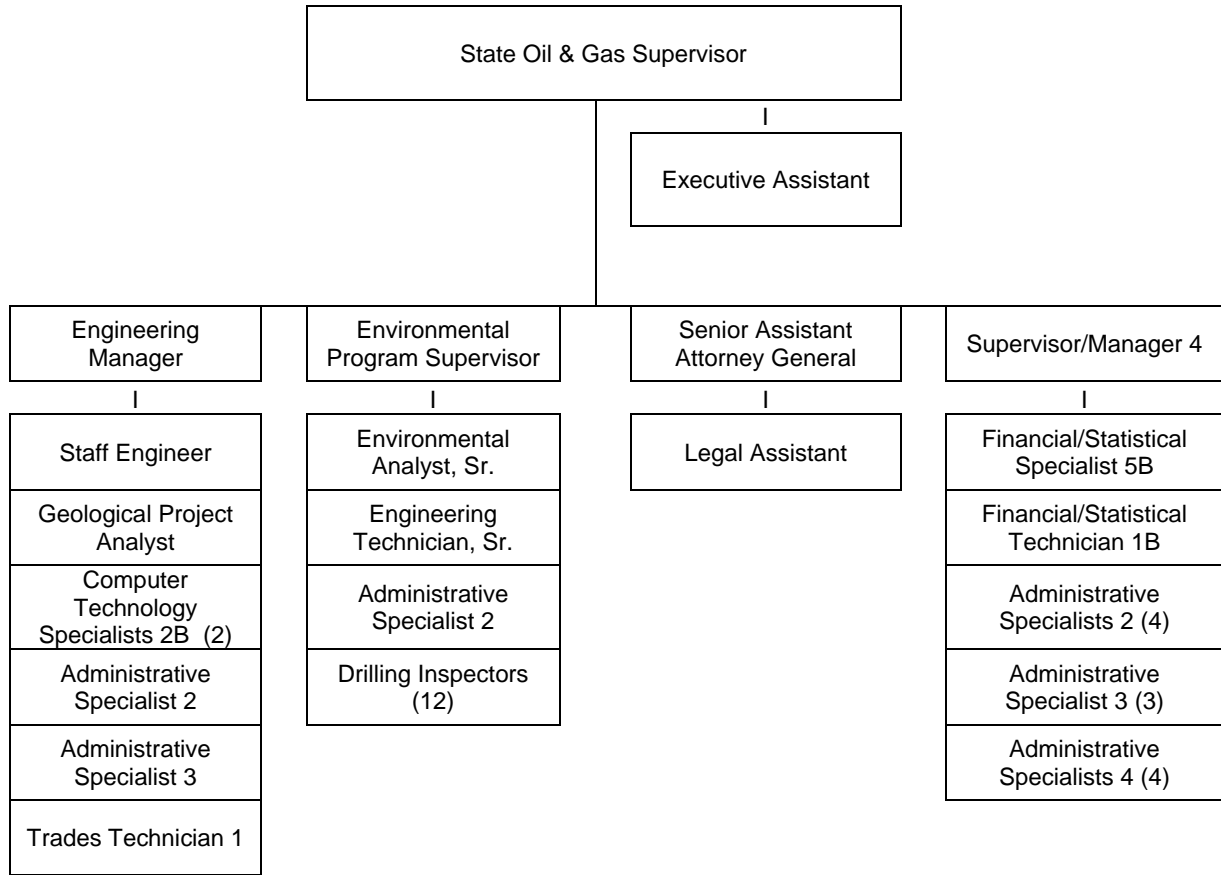 State Oil & Gas Supervisor
Executive Assistant
Engineering
Manager
Environmental
Program Supervisor
Senior Assistant
Attorney General
Supervisor/Manager 4
Staff Engineer
Geological Project
Analyst
Computer
Technology
Specialists 2B (2)
Administrative
Specialist 2
Administrative
Specialist 3
Trades Technician 1
Environmental
Analyst, Sr.
Engineering
Technician, Sr.
Administrative
Specialist 2
Drilling Inspectors
(12)
Legal Assistant
Financial/Statistical
Specialist 5B
Financial/Statistical
Technician 1B
Administrative
Specialists 2 (4)
Administrative
Specialist 3 (3)
Administrative
Specialists 4 (4)